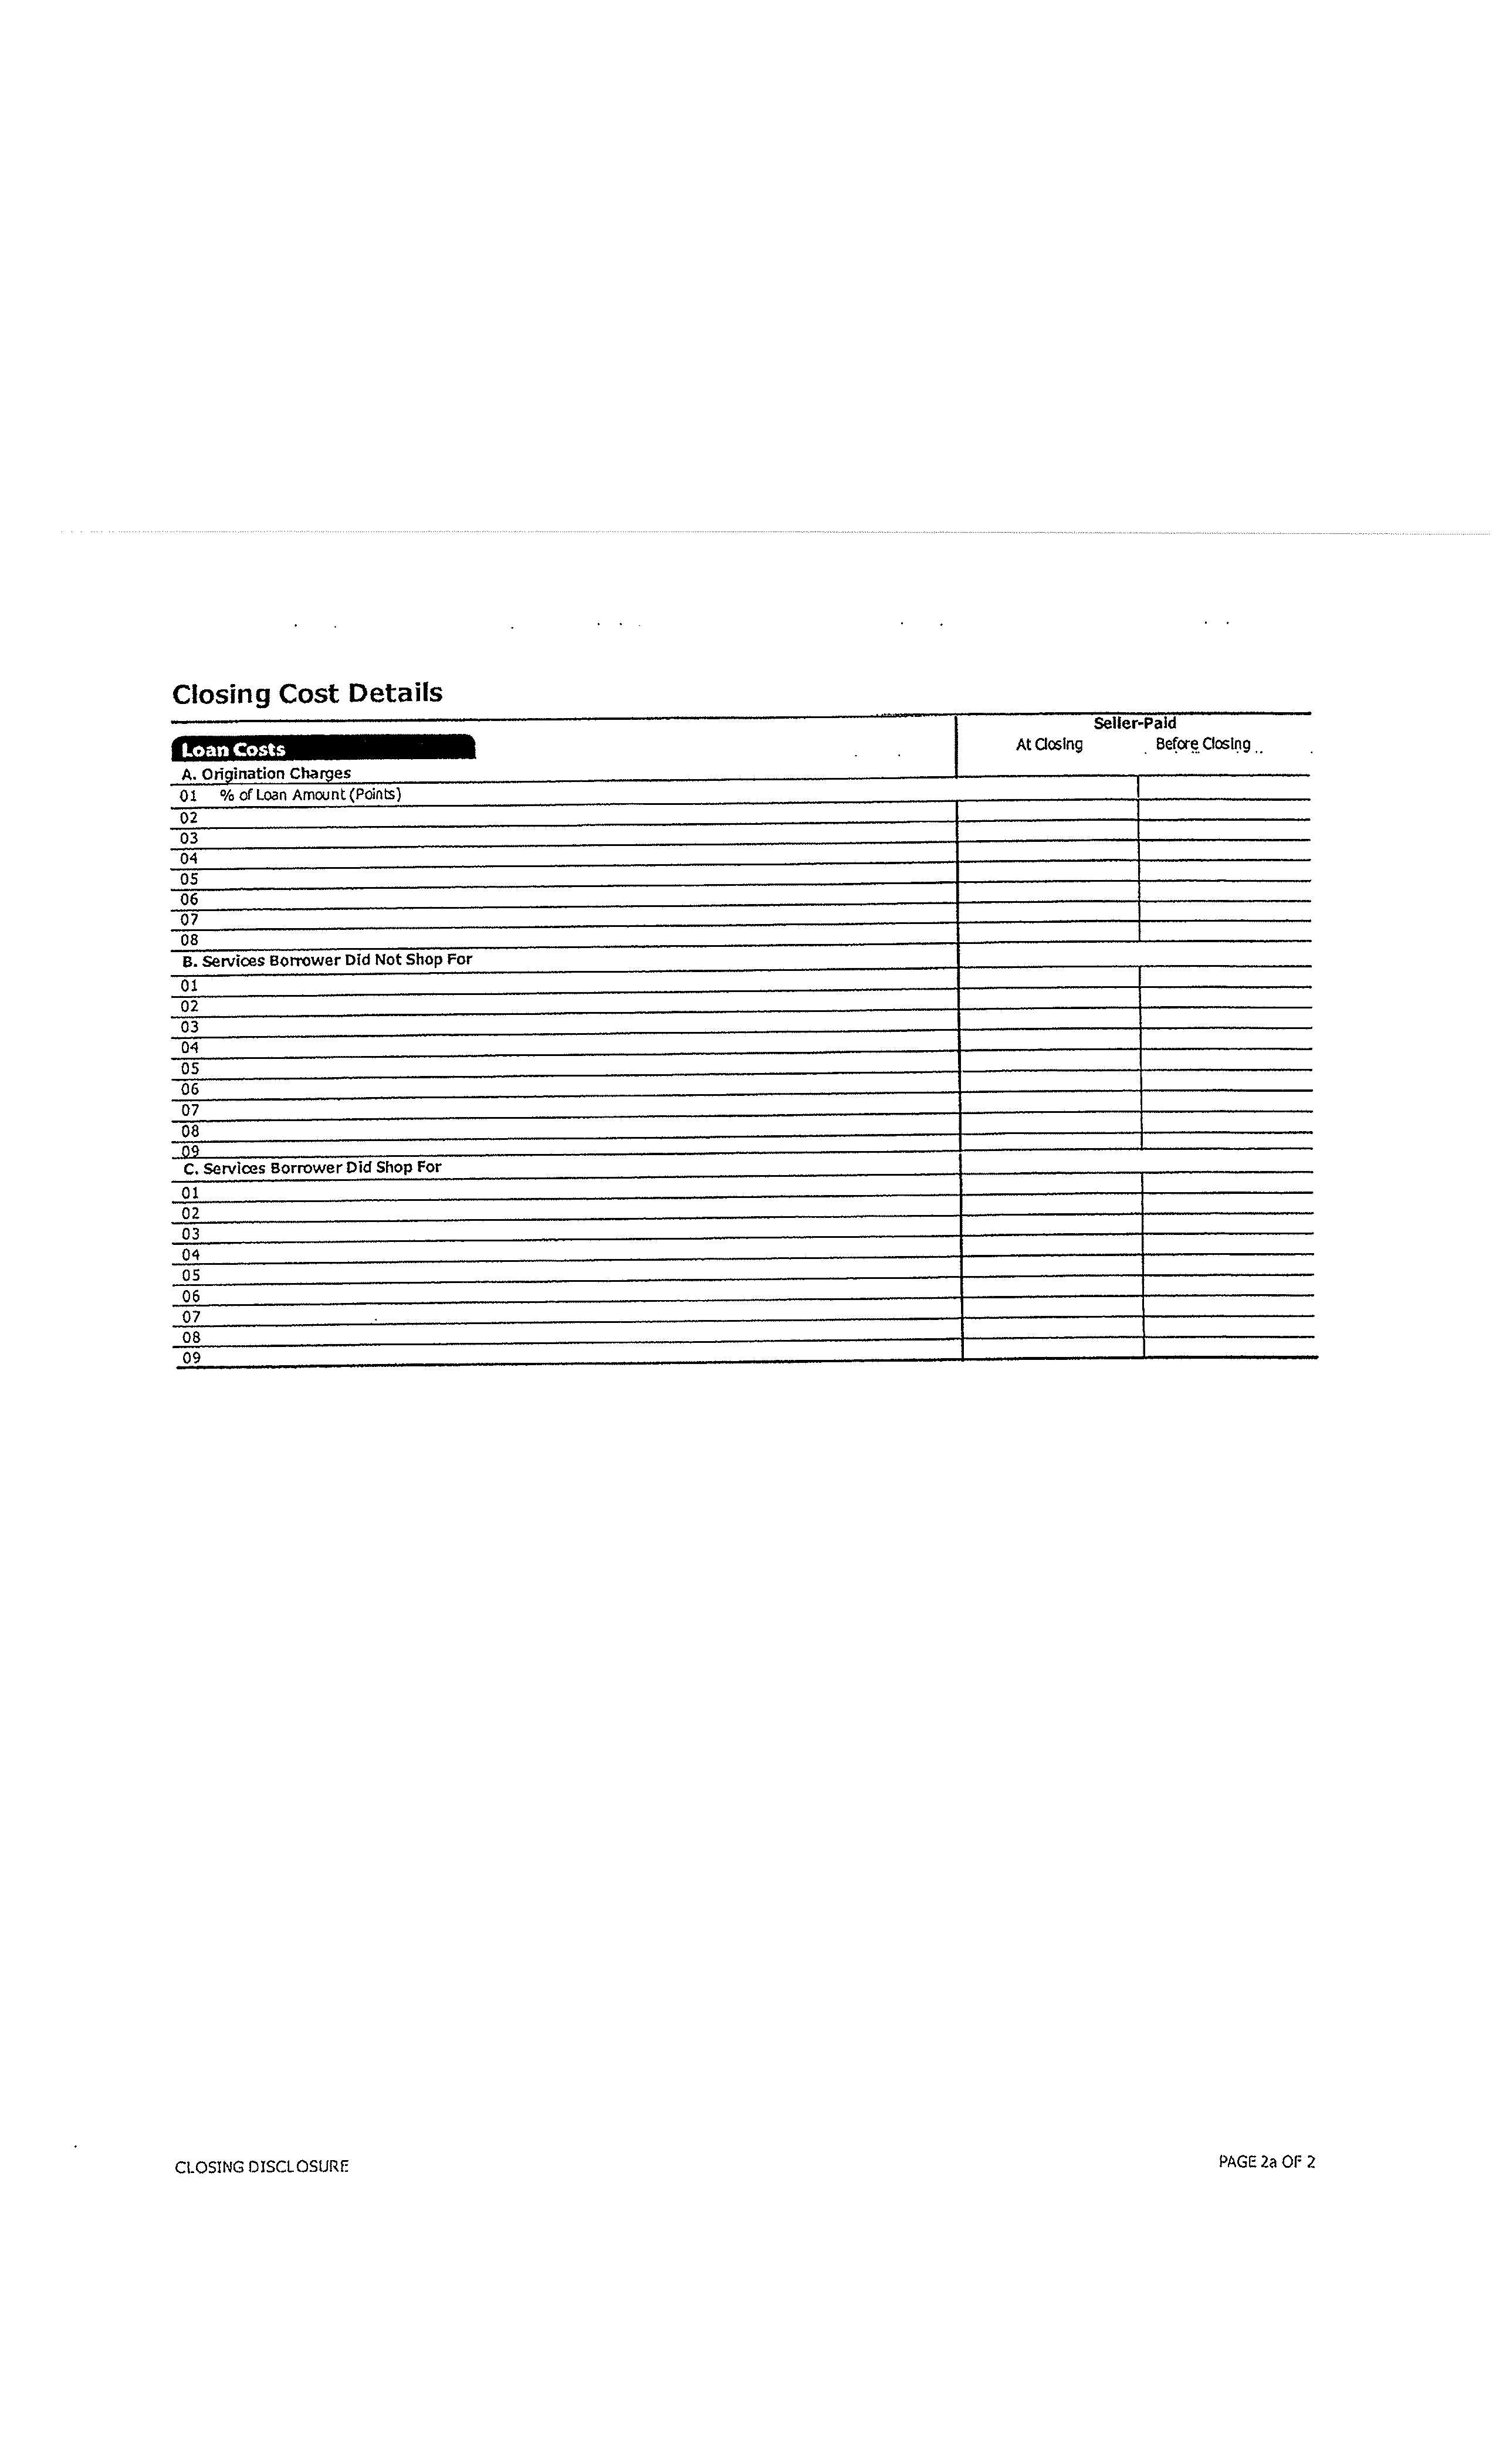 Closing Cost Details
Seller-Paid
Loan Costs
At Closing Before Closing
A. Origination Charges
01 % of Loan Amount (Points)
02
03
04
05
06
07
08
B. Services Borrower Did Not Shop For
01
02
03
04
05
06
07
08
09
C. Services Borrower Did Shop For
01
02
03
04
05
06
07
08
09
CLOSING DISCLOSURE
PAGE 2a OF 2